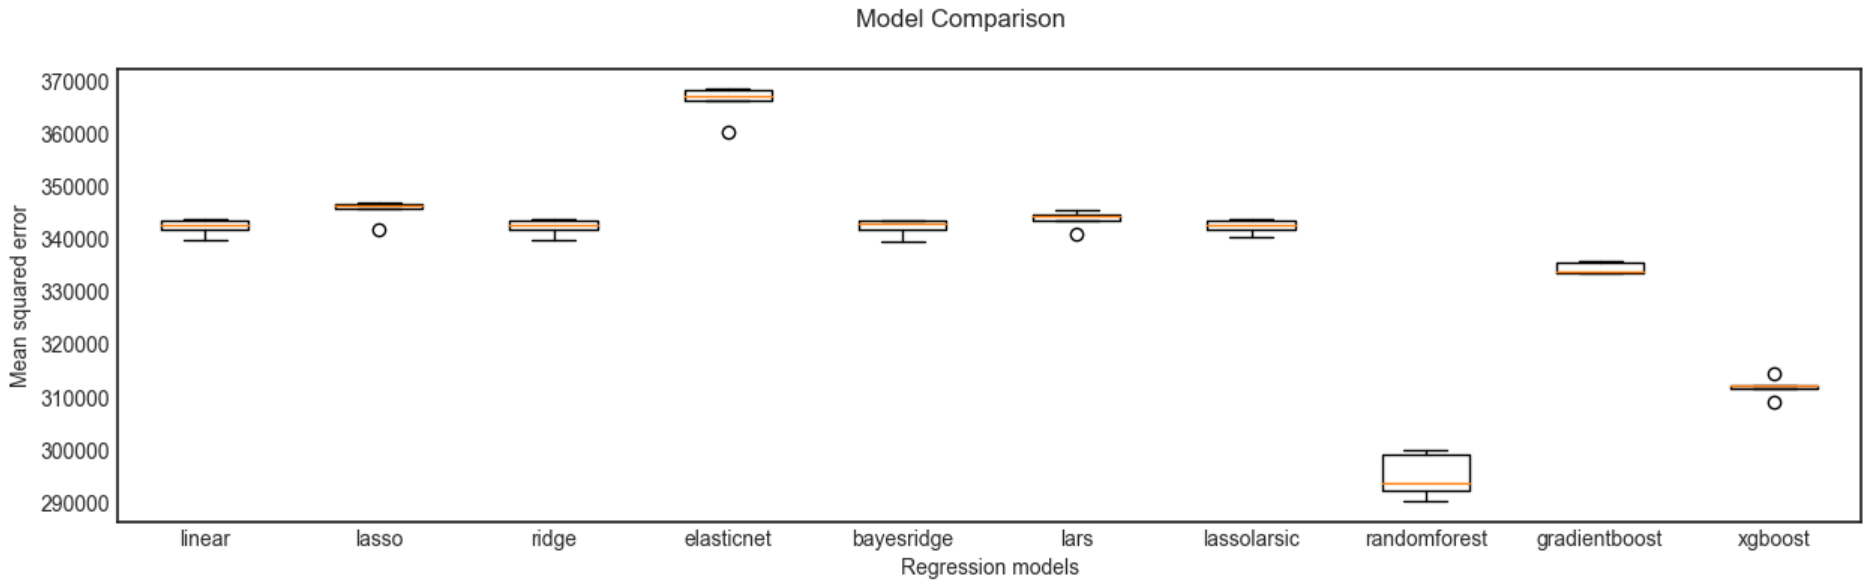 Model Comparison
370000
360000
350000
340000
330000
320000
310000
300000
290000
Mean squared error
linear lasso ridge elasticnet bayesridge lars lassolarsic randomforest gradientboost xgboost
Regression models